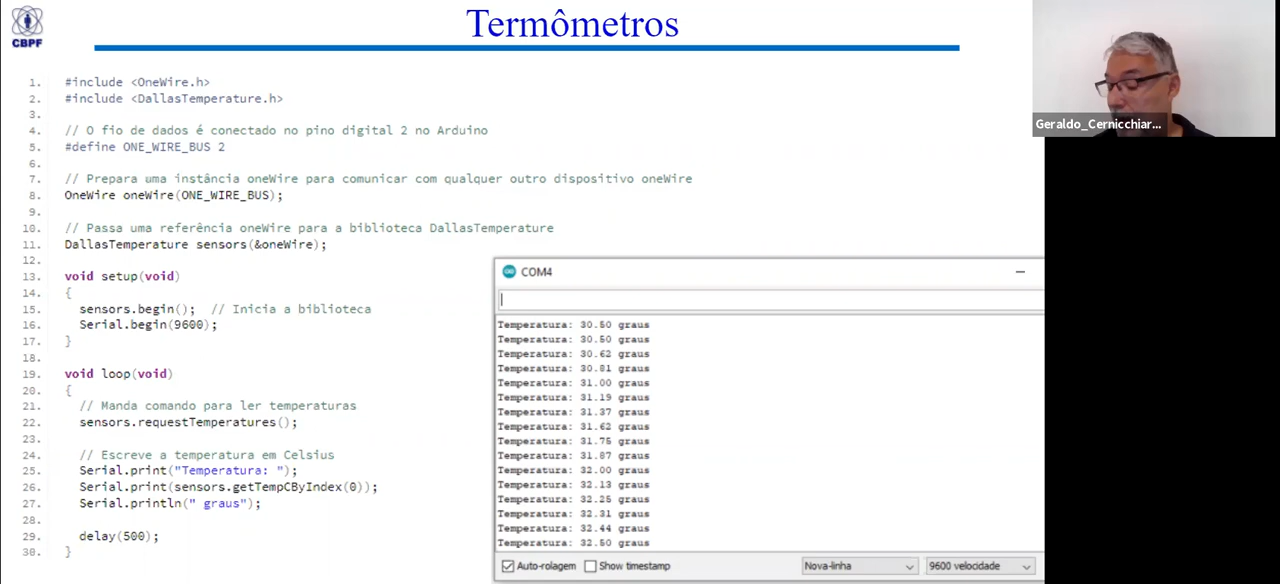 CBPF
Termômetros
Geraldo_Cernicchiar...
1. #include <OneWire.h>
2. #include <DallasTemperature.h>
3.
4. // O fio de dados é conectado no pino digital 2 no Arduino
5. #define ONE_WIRE_BUS 2
6.
7. // Prepara uma instância oneWire para comunicar com qualquer outro dispositivo oneWire
8. OneWire oneWire(ONE_WIRE_BUS);
9.
10. // Passa uma referência oneWire para a biblioteca DallasTemperature
11. DallasTemperature sensors(&oneWire);
12.
13. void setup(void)
14. {
15. sensors.begin(); // Inicia a biblioteca
16. Serial.begin(9600);
17. }
18.
19. void loop(void)
20. {
21. // Manda comando para ler temperaturas
22. sensors.requestTemperatures();
23.
24. // Escreve a temperatura em Celsius
25. Serial.print("Temperatura: ");
26. Serial.print(sensors.getTempCByIndex(0));
27. Serial.println(" graus");
28.
29. delay(500);
30. }
COM4
Temperatura: 30.50 graus
Temperatura: 30.50 graus
Temperatura: 30.62 graus
Temperatura: 30.81 graus
Temperatura: 31.00 graus
Temperatura: 31.19 graus
Temperatura: 31.37 graus
Temperatura: 31.62 graus
Temperatura: 31.75 graus
Temperatura: 31.87 graus
Temperatura: 32.00 graus
Temperatura: 32.13 graus
Temperatura: 32.25 graus
Temperatura: 32.31 graus
Temperatura: 32.44 graus
Temperatura: 32.50 graus
Auto-rolagem Show timestamp Nova-linha 9600 velocidade